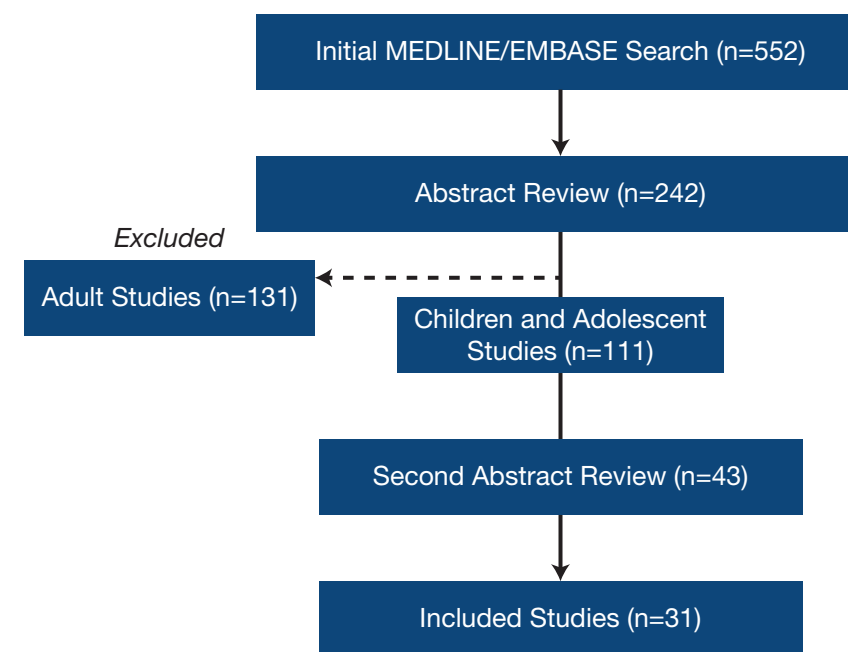 Initial MEDLINE/EMBASE Search (n=552)
Abstract Review (n=242)
Excluded
Adult Studies (n=131)
Children and Adolescent
Studies (n=111)
Second Abstract Review (n=43)
Included Studies (n=31)